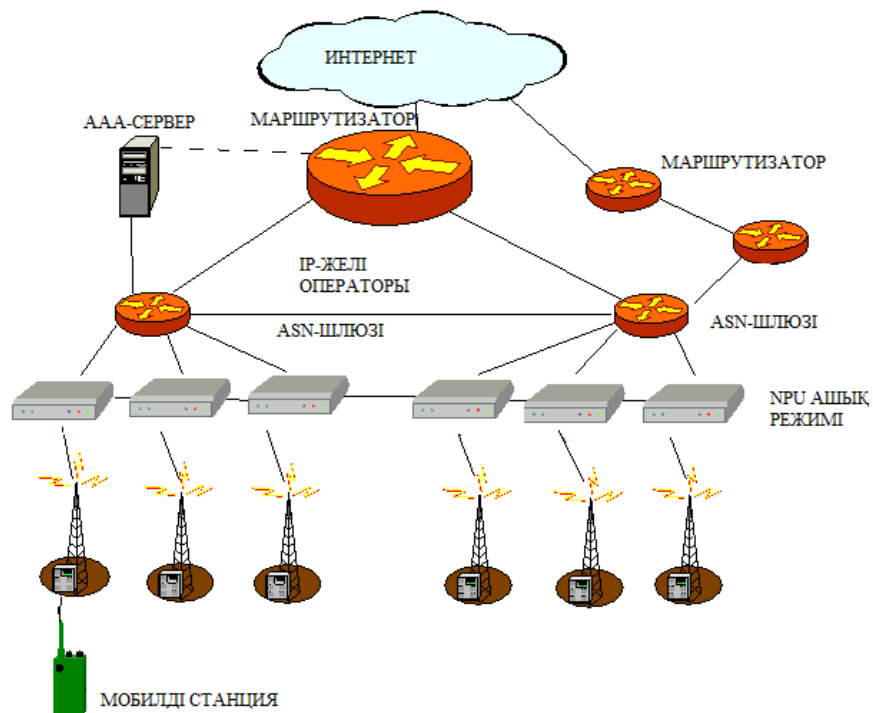 ИНТЕРНЕТ
ААА-СЕРВЕР
МАРШРУТИЗАТОР
МАРШРУТИЗАТОР
IP-ЖЕЛІ
ОПЕРАТОРЫ
ASN-ШЛЮЗІ
ASN-ШЛЮЗІ
NPU АШЫҚ
РЕЖИМІ
МОБИЛДІ СТАНЦИЯ